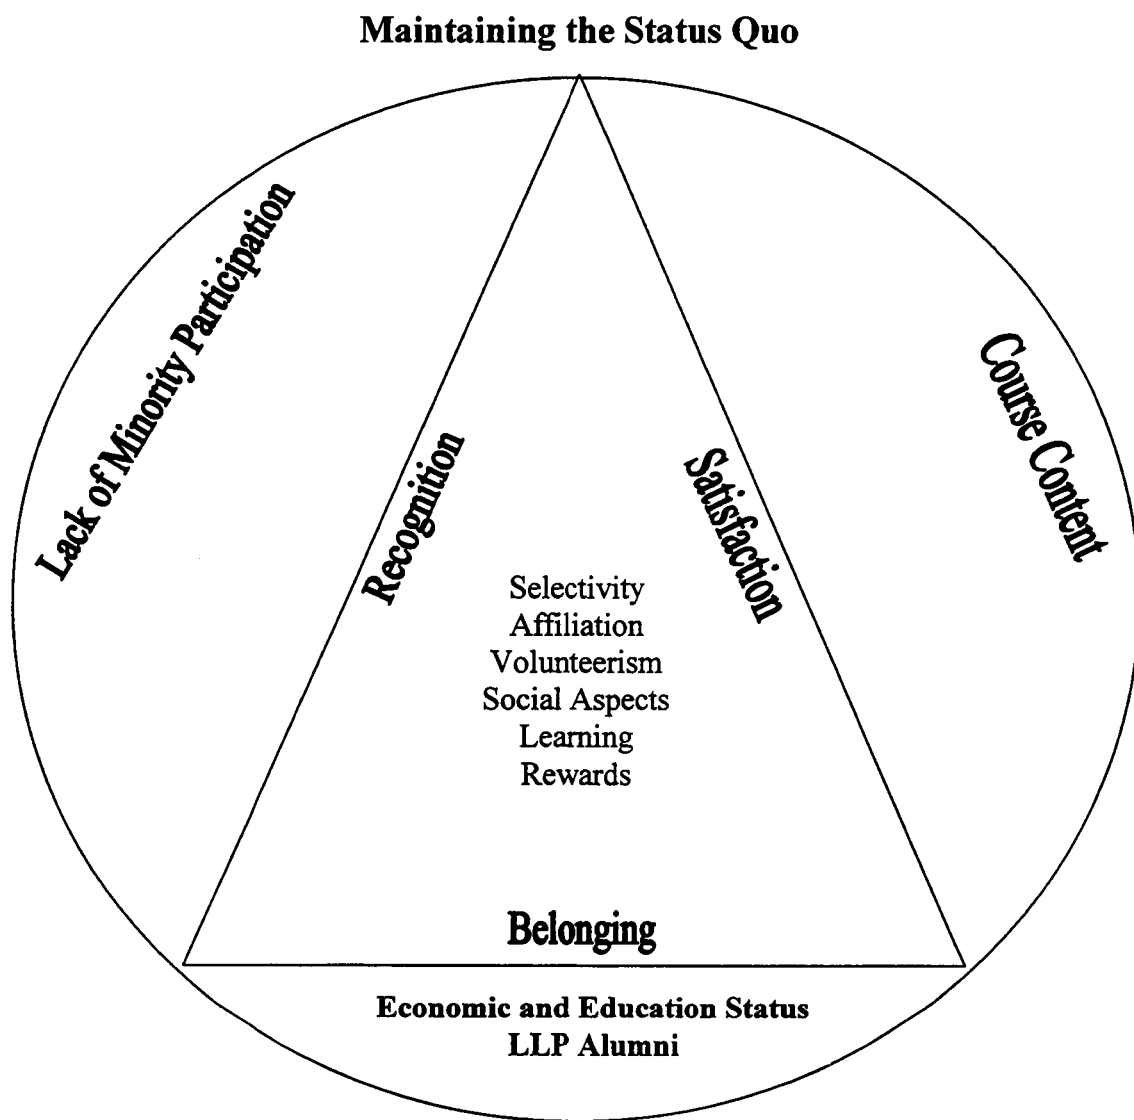 Maintaining the Status Quo
Lack of Minority Participation
Course Content
Recognition
Satisfaction
Selectivity
Affiliation
Volunteerism
Social Aspects
Learning
Rewards
Belonging
Economic and Education Status
LLP Alumni